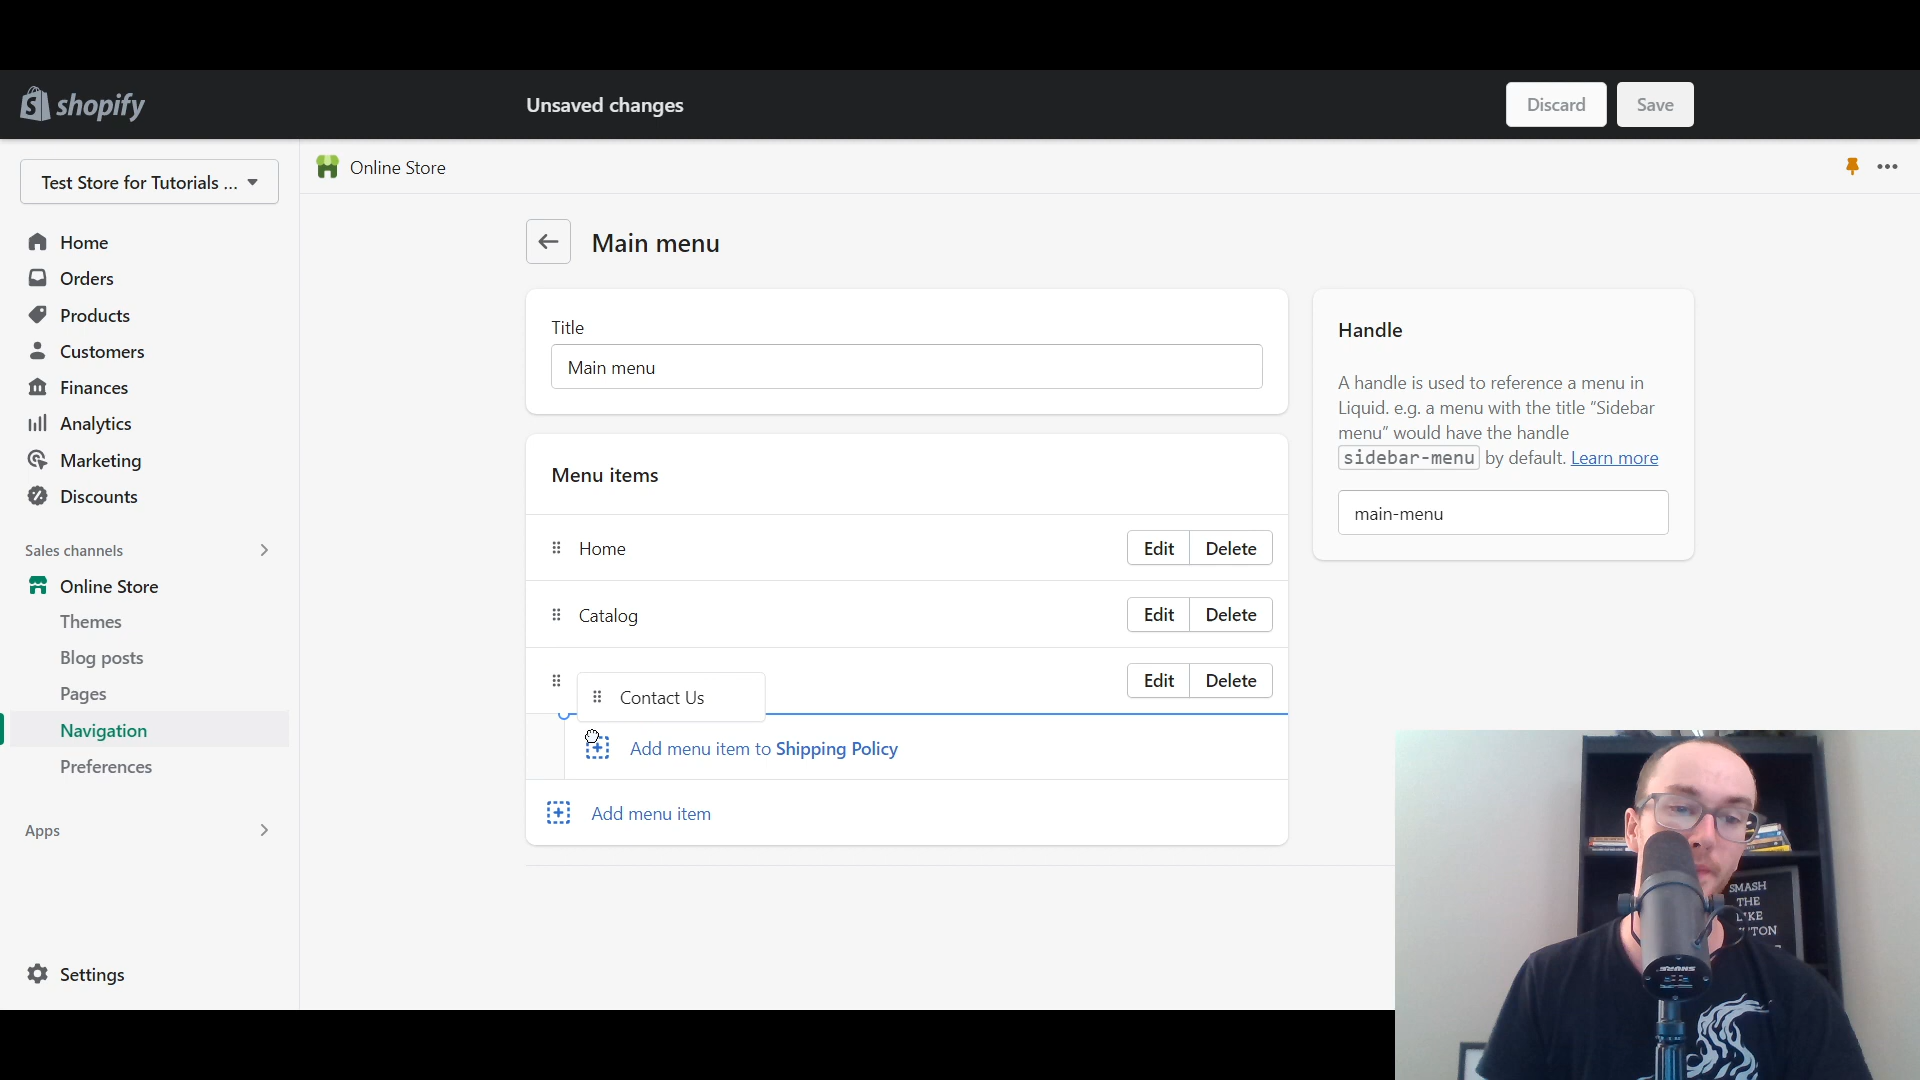 shopify
Unsaved changes
Discard
Save
Test Store for Tutorials ...
Online Store
Home
Orders
Products
Customers
Finances
Analytics
Marketing
Discounts
Sales channels
Online Store
Themes
Blog posts
Pages
Navigation
Preferences
Apps
Settings
Main menu
Title
Main menu
Menu items
Home
Edit
Delete
Catalog
Edit
Delete
Contact Us
Edit
Delete
Add menu item to Shipping Policy
Add menu item
Handle
A handle is used to reference a menu in
Liquid. e.g. a menu with the title “Sidebar
menu” would have the handle
sidebar-menu by default. Learn more
main-menu
SMASH
THE